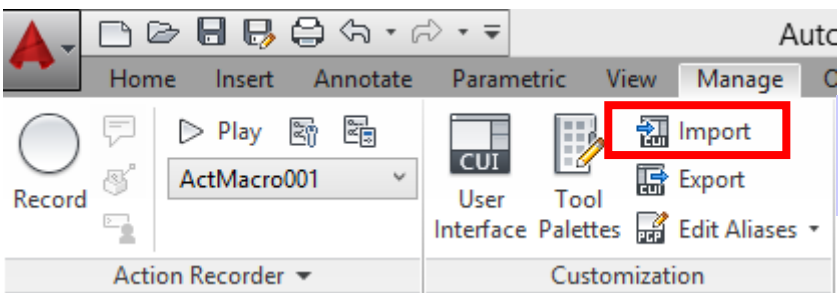 Auto
Home Insert Annotate Parametric View Manage
Play Import
ActMacro001 CUI Export
Record User Interface Tool Palettes Edit Aliases
Action Recorder Customization